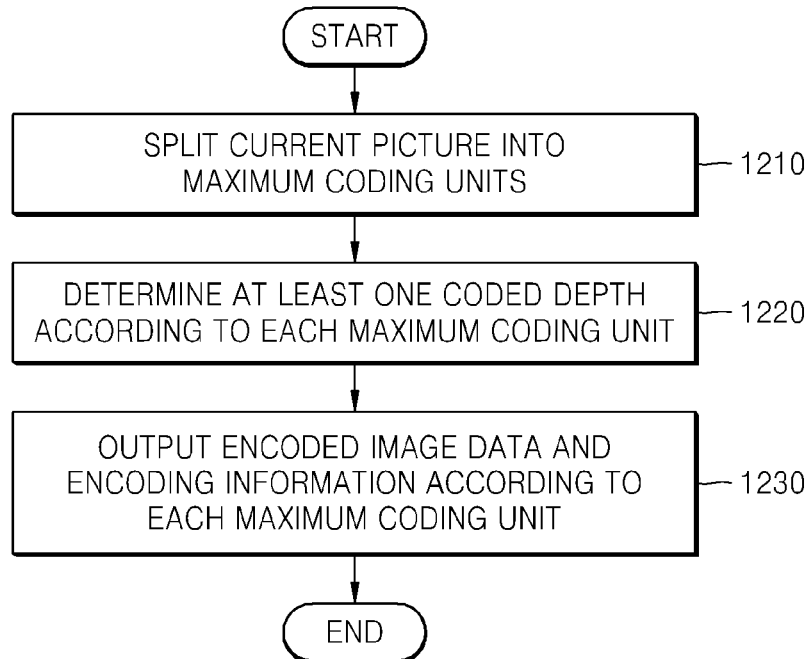 START
SPLIT CURRENT PICTURE INTO
MAXIMUM CODING UNITS
1210
DETERMINE AT LEAST ONE CODED DEPTH
ACCORDING TO EACH MAXIMUM CODING UNIT
1220
OUTPUT ENCODED IMAGE DATA AND
ENCODING INFORMATION ACCORDING TO
EACH MAXIMUM CODING UNIT
1230
END